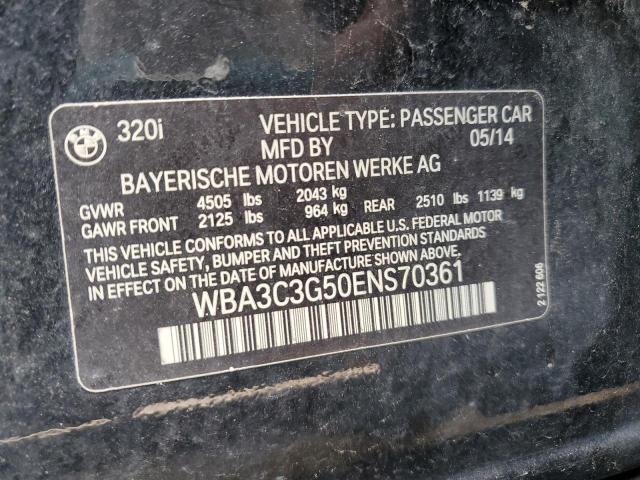 320i VEHICLE TYPE: PASSENGER CAR
MFD BY 05/14
BAYERISCHE MOTOREN WERKE AG
GVWR 4505 lbs 2043 kg
GAWR FRONT 2125 lbs 964 kg REAR 2510 lbs 1139 kg
THIS VEHICLE CONFORMS TO ALL APPLICABLE U.S. FEDERAL MOTOR
VEHICLE SAFETY, BUMPER AND THEFT PREVENTION STANDARDS
IN EFFECT ON THE DATE OF MANUFACTURE SHOWN ABOVE.
WBA3C3G50ENS70361
2 122 606